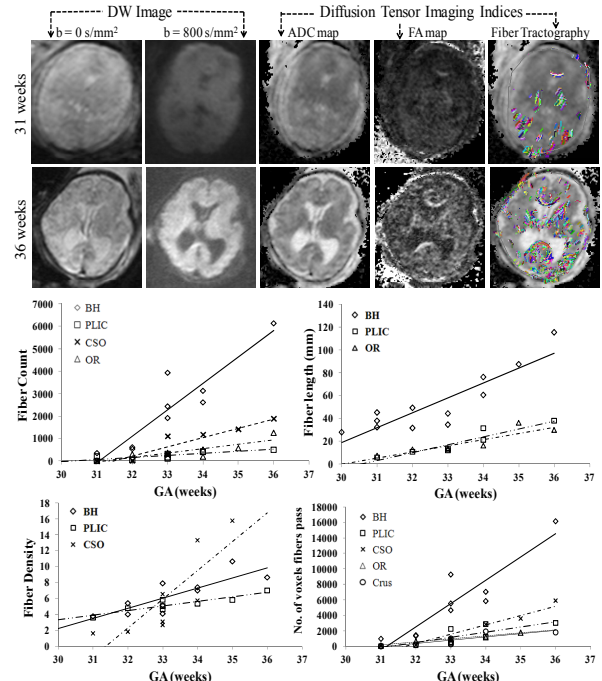 DW Image
Diffusion Tensor Imaging Indices
b = 0 s/mm²
b = 800 s/mm²
ADC map
FA map
Fiber Tractography
31 weeks
36 weeks
Fiber Count
7000
6000
5000
4000
3000
2000
1000
0
BH
PLIC
CSO
OR
30 31 32 33 34 35 36 37
GA (weeks)
Fiber length (mm)
140
120
100
80
60
40
20
0
BH
PLIC
OR
30 31 32 33 34 35 36 37
GA (weeks)
Fiber Density
18
16
14
12
10
8
6
4
2
0
BH
PLIC
CSO
30 31 32 33 34 35 36 37
GA (weeks)
No. of voxels fibers pass
18000
16000
14000
12000
10000
8000
6000
4000
2000
0
BH
PLIC
CSO
OR
Crus
30 31 32 33 34 35 36 37
GA (weeks)